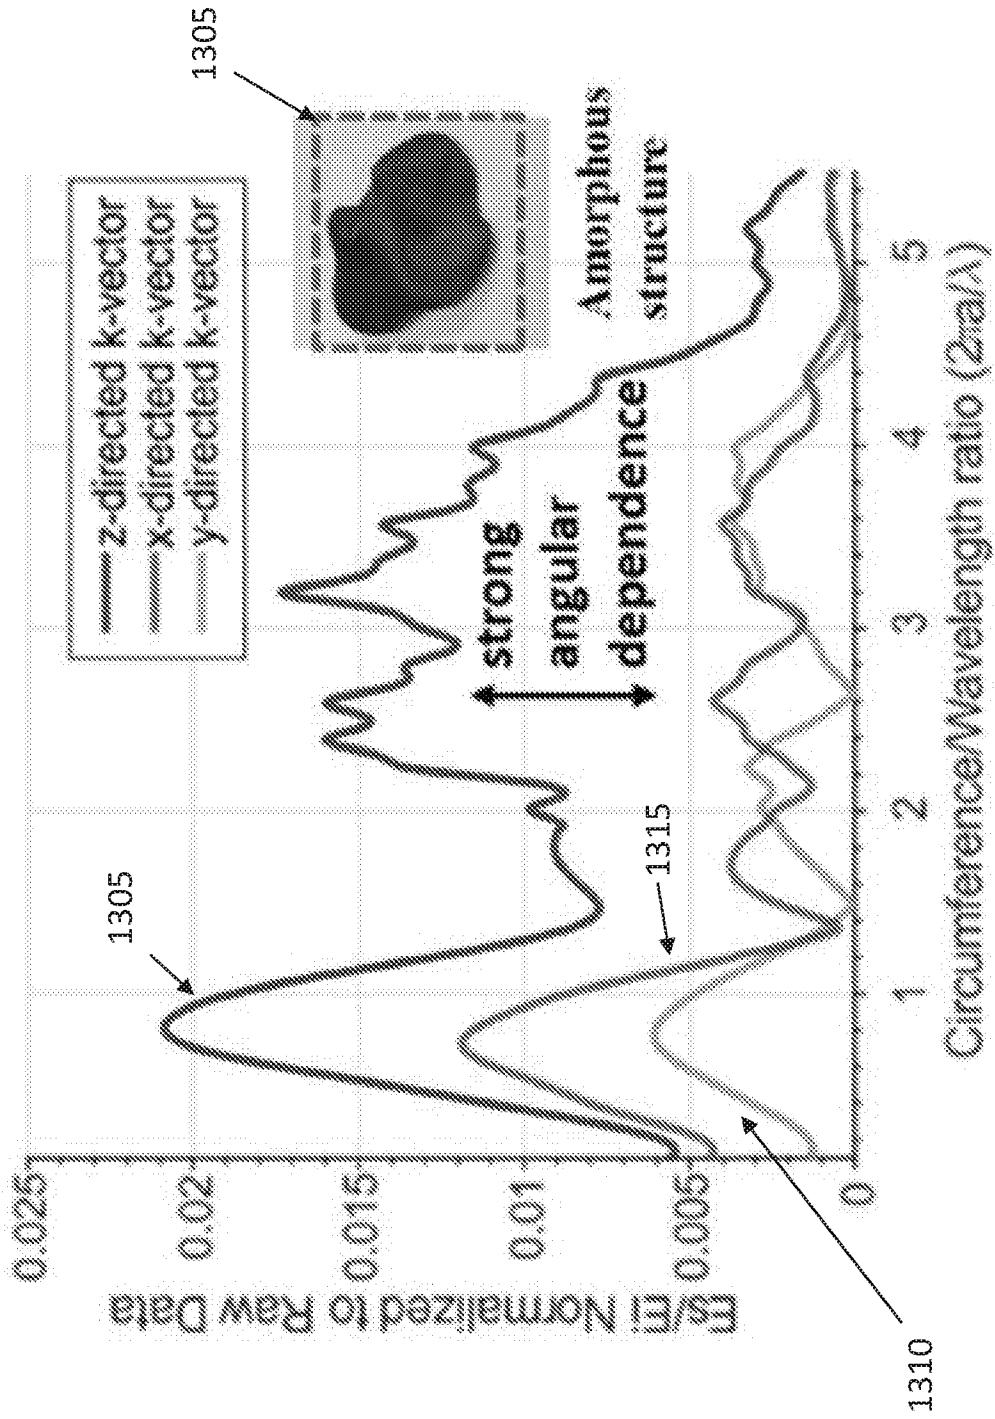 1305
z-directed k-vector
x-directed k-vector
y-directed k-vector
1305
Amorphous
structure
strong
angular
dependence
1315
1310
Es/Ei Normalized to Raw Data
0.025
0.02
0.015
0.01
0.005
0
1
2
3
4
5
Circumference/Wavelength ratio (2πa/λ)